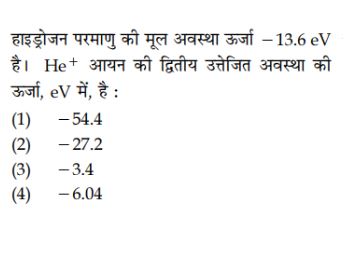 हाइड्रोजन परमाणु की मूल अवस्था ऊर्जा −13.6 eV
है। He⁺ आयन की द्वितीय उत्तेजित अवस्था की
ऊर्जा, eV में, है :
(1) −54.4
(2) −27.2
(3) −3.4
(4) −6.04